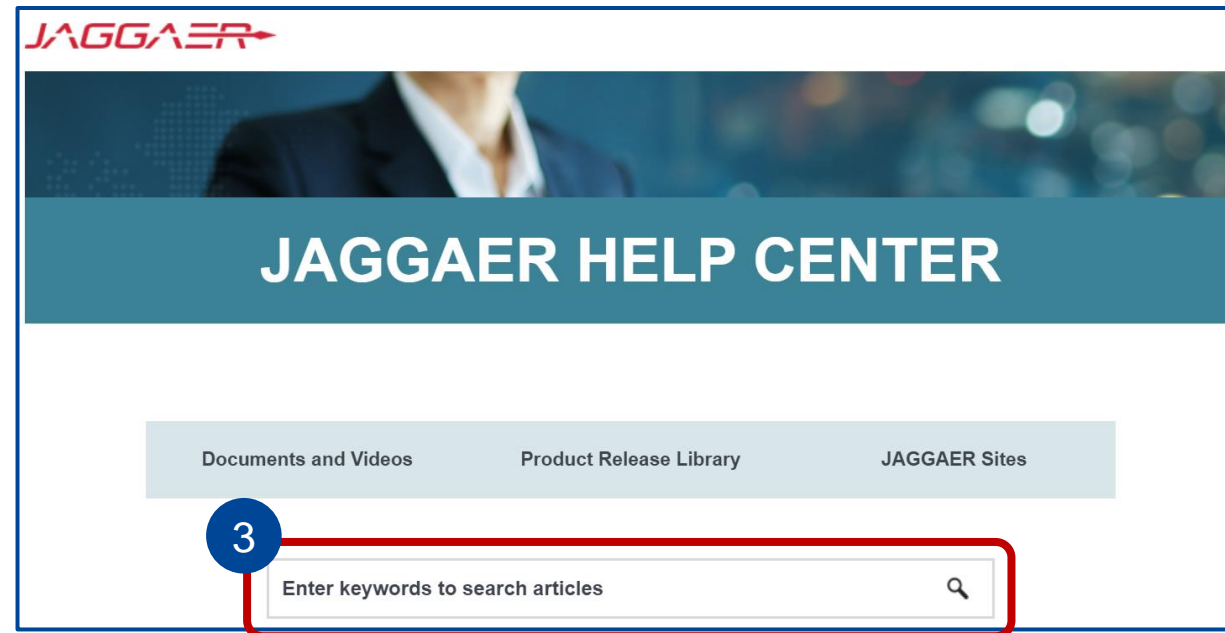 JAGGAER
JAGGAER HELP CENTER
Documents and Videos Product Release Library JAGGAER Sites
3
Enter keywords to search articles